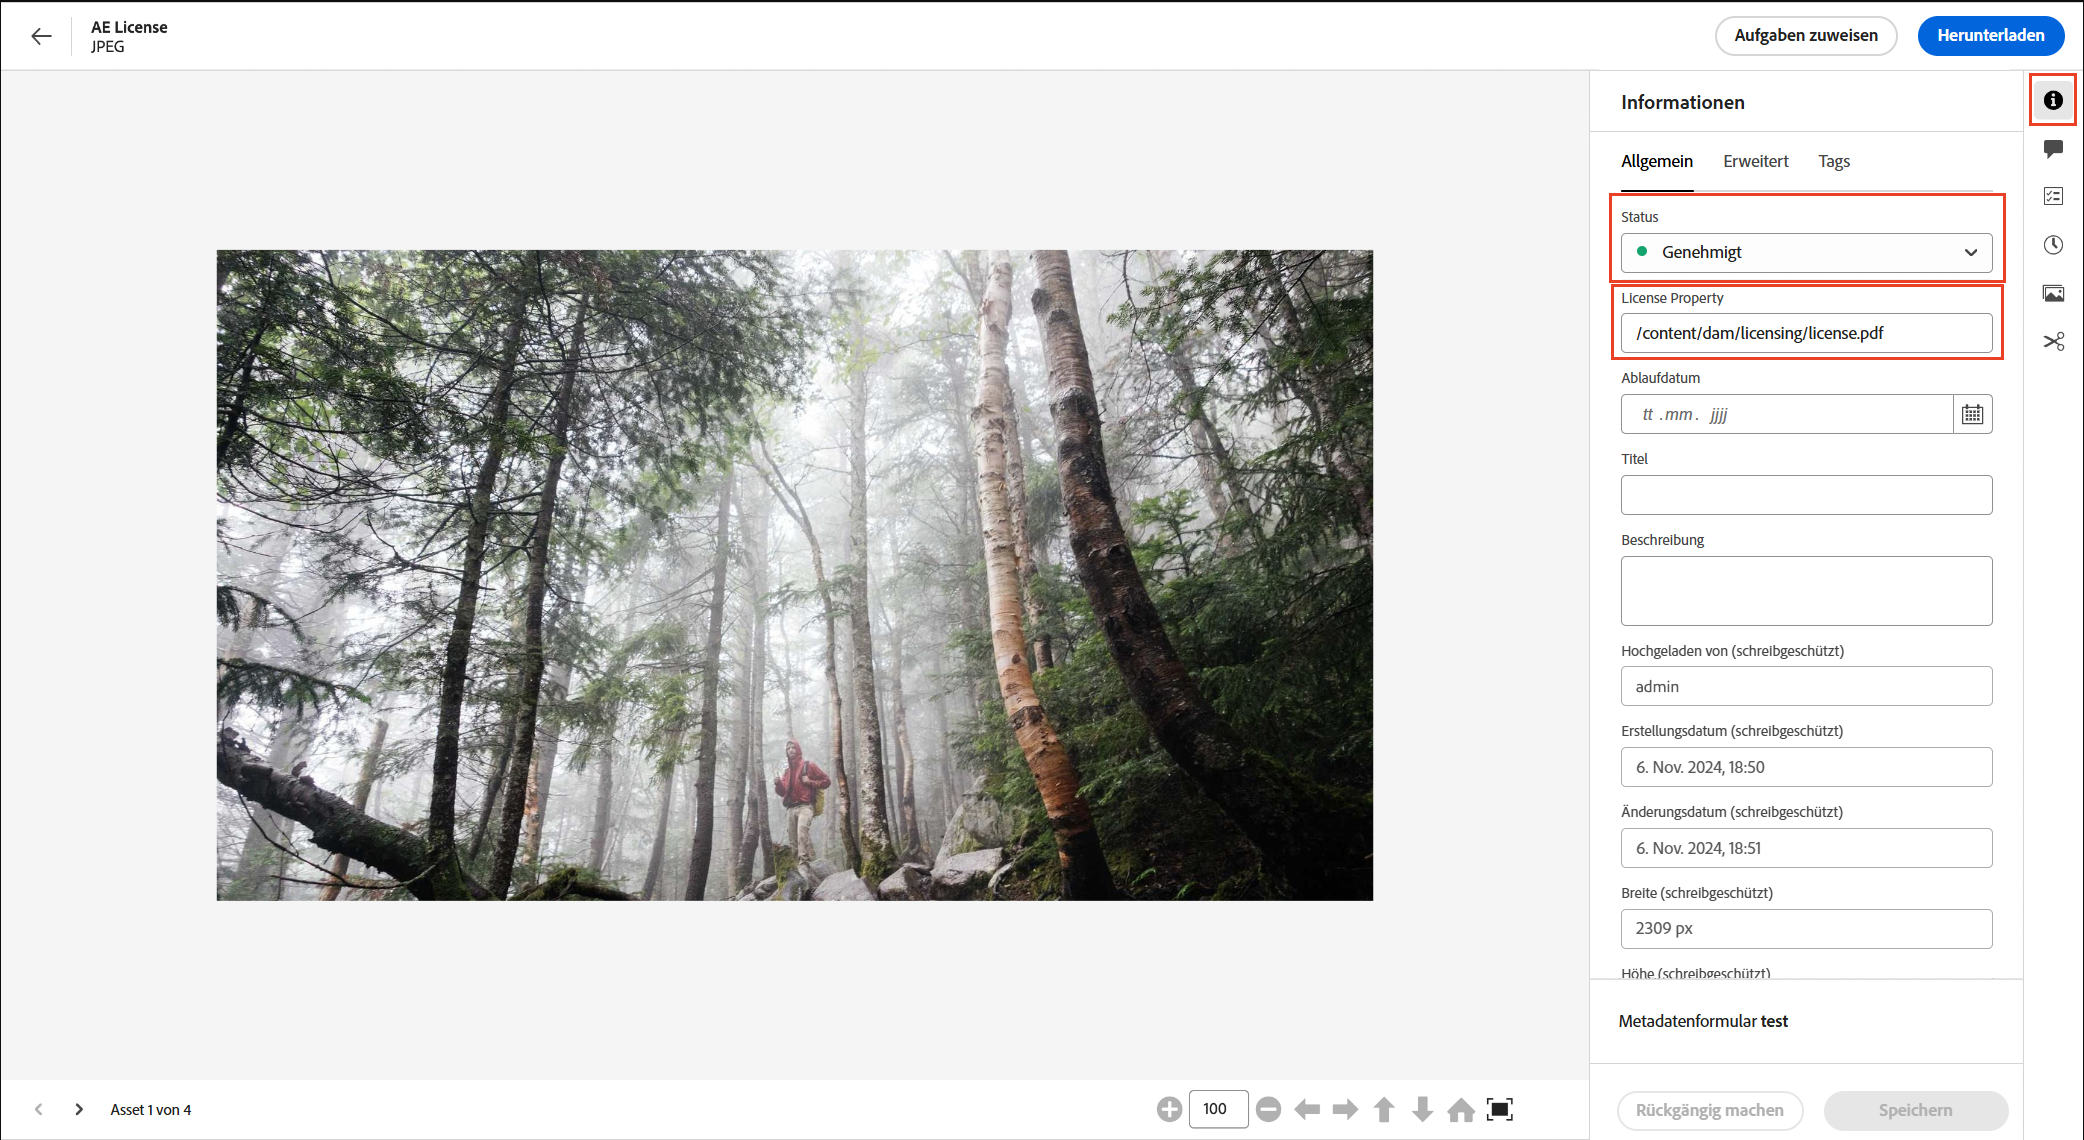 AE License
JPEG
Aufgaben zuweisen
Herunterladen
Informationen
Allgemein
Erweitert
Tags
Status
Genehmigt
License Property
/content/dam/licensing/license.pdf
Ablaufdatum
tt .mm. jjjj
Titel
Beschreibung
Hochgeladen von (schreibgeschützt)
admin
Erstellungsdatum (schreibgeschützt)
6. Nov. 2024, 18:50
Änderungsdatum (schreibgeschützt)
6. Nov. 2024, 18:51
Breite (schreibgeschützt)
2309 px
Höhe (schreibgeschützt)
Metadatenformular test
Asset 1 von 4
100
Rückgängig machen
Speichern